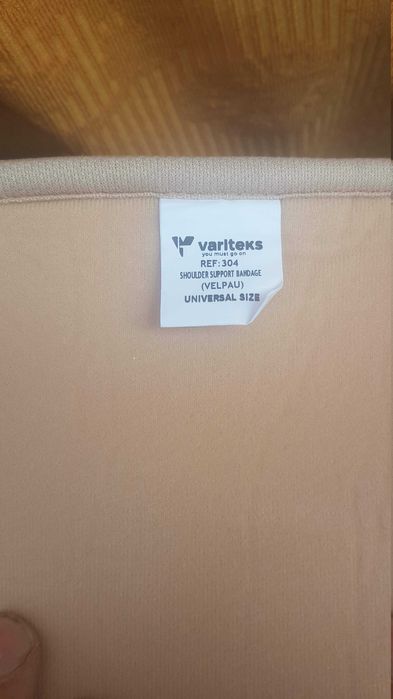 variteks
you must go on
REF:304
SHOULDER SUPPORT BANDAGE
(VELPAU)
UNIVERSAL SIZE